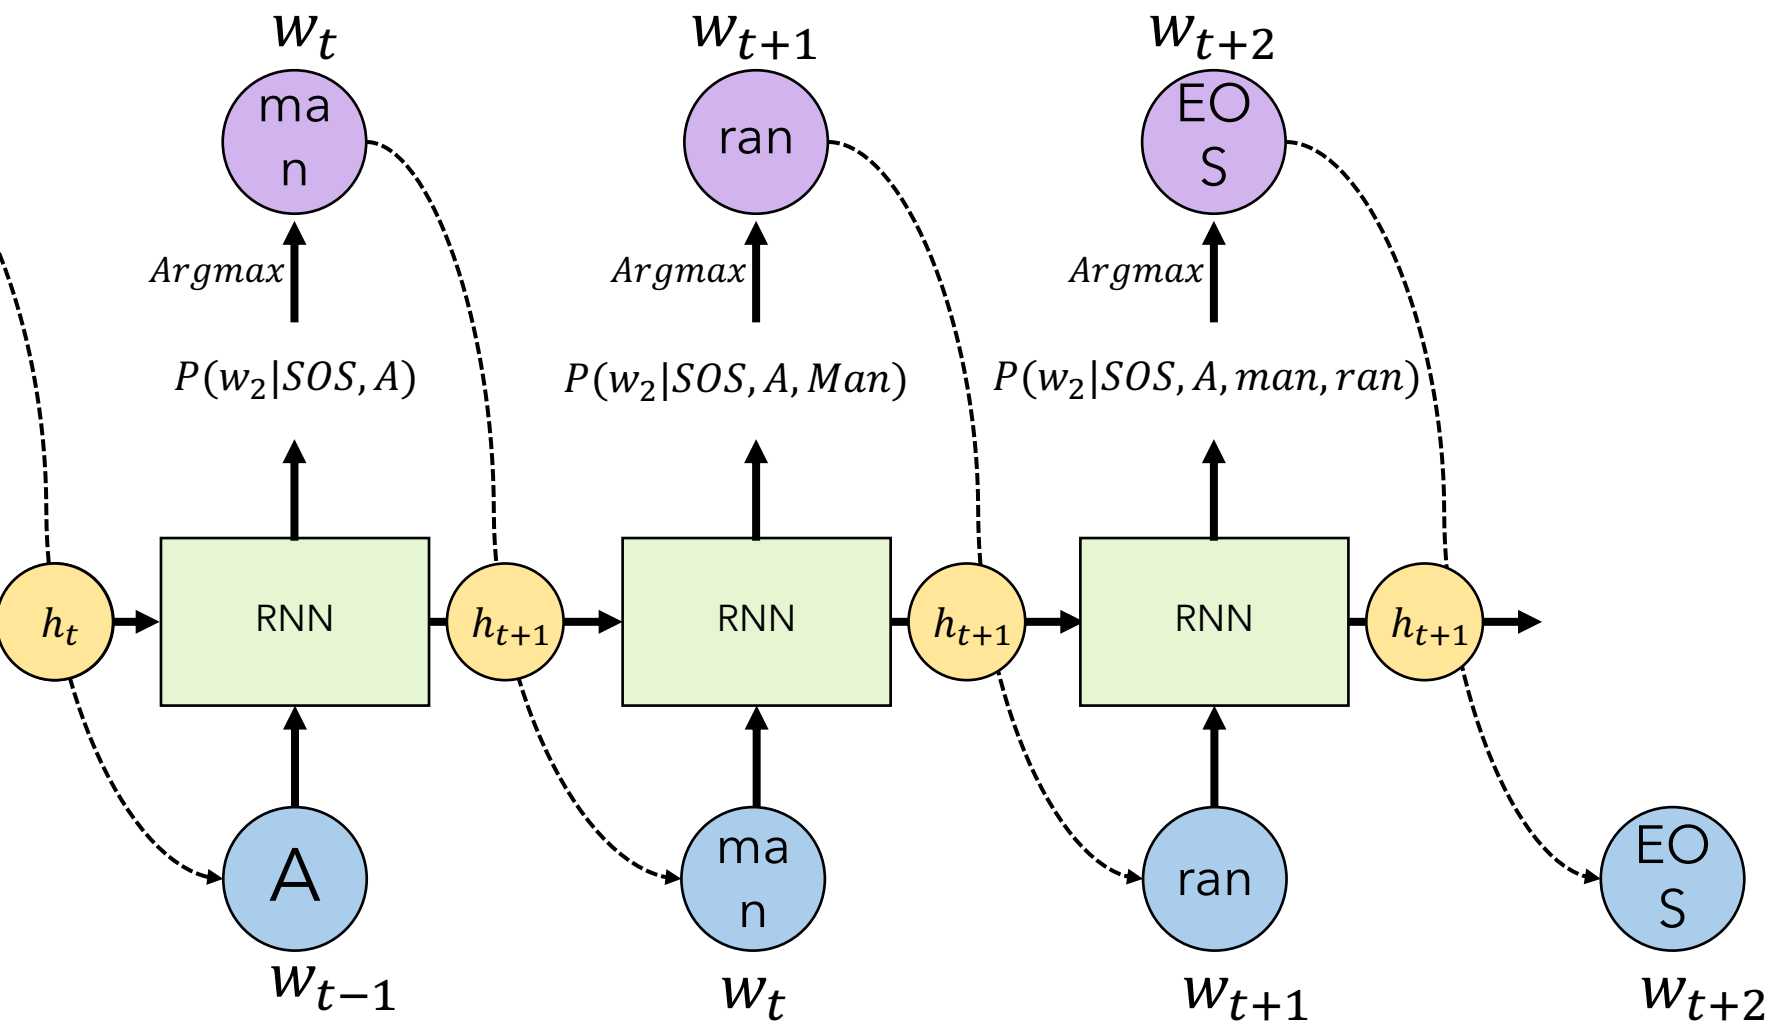 w_t w_{t+1} w_{t+2}
ma
n
ran
EO
S
Argmax Argmax Argmax
P(w_2|SOS, A) P(w_2|SOS, A, Man) P(w_2|SOS, A, man, ran)
h_t RNN h_{t+1} RNN h_{t+1} RNN h_{t+1}
A
ma
n
ran
EO
S
w_{t−1} w_t w_{t+1} w_{t+2}